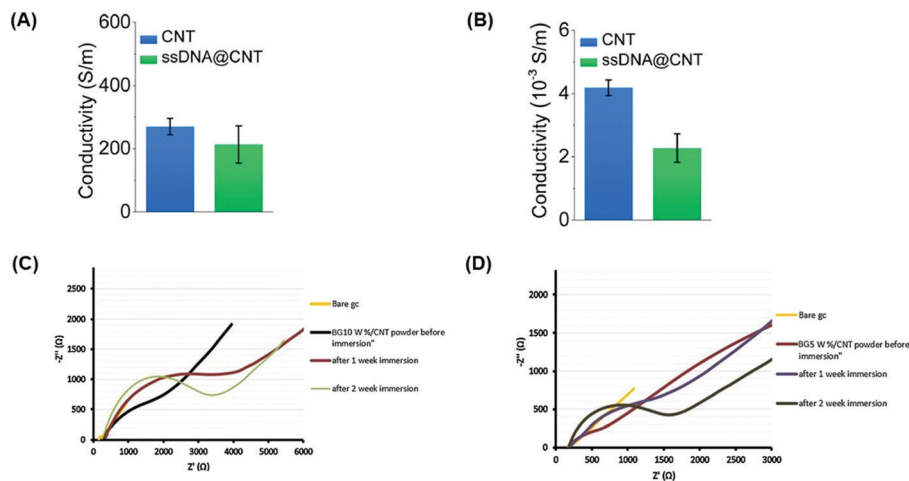 (A)
Conductivity (S/m)
600
400
200
0
CNT
ssDNA@CNT
(B)
Conductivity (10⁻³ S/m)
6
4
2
0
CNT
ssDNA@CNT
(C)
-Z'' (Ω)
2500
2000
1500
1000
500
0
0
1000
2000
3000
4000
5000
6000
Z' (Ω)
Bare gc
BG10 W %/CNT powder before
immersion"
after 1 week immersion
after 2 week immersion
(D)
-Z'' (Ω)
2000
1500
1000
500
0
0
500
1000
1500
2000
2500
3000
Z' (Ω)
Bare gc
BG5 W %/CNT powder before
immersion"
after 1 week immersion
after 2 week immersion